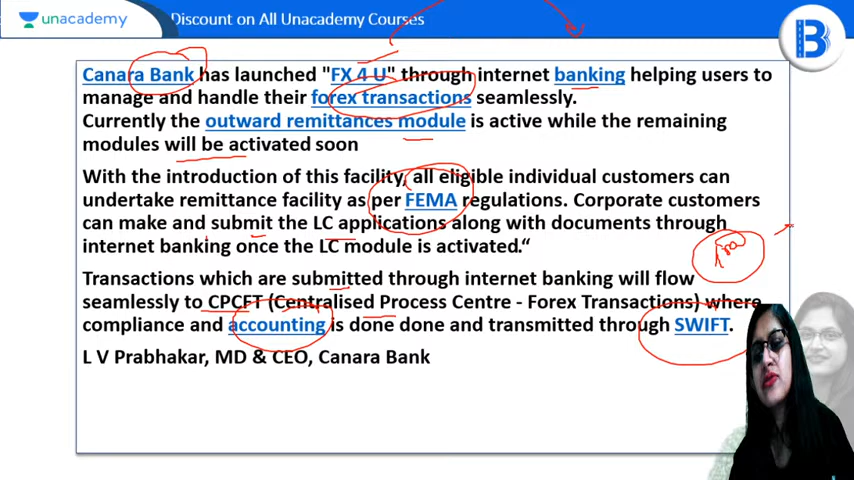 unacademy
Discount on All Unacademy Courses
B
Canara Bank has launched "FX 4 U" through internet banking helping users to
manage and handle their forex transactions seamlessly.
Currently the outward remittances module is active while the remaining
modules will be activated soon
With the introduction of this facility, all eligible individual customers can
undertake remittance facility as per FEMA regulations. Corporate customers
can make and submit the LC applications along with documents through
internet banking once the LC module is activated.“
Transactions which are submitted through internet banking will flow
seamlessly to CPCFT (Centralised Process Centre - Forex Transactions) where
compliance and accounting is done done and transmitted through SWIFT.
L V Prabhakar, MD & CEO, Canara Bank